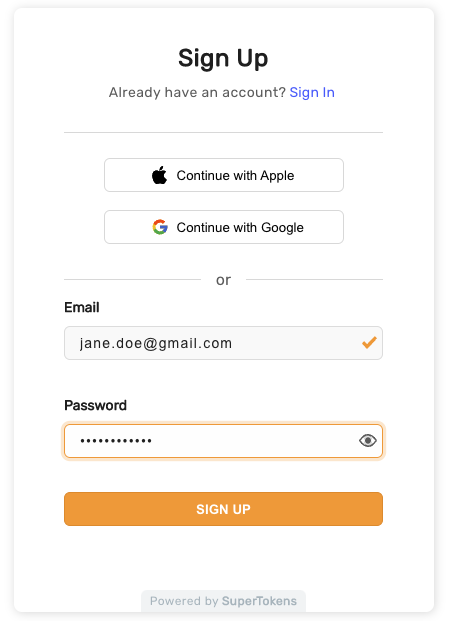 Sign Up
Already have an account? Sign In
Continue with Apple
Continue with Google
or
Email
jane.doe@gmail.com
Password
••••••••••••
SIGN UP
Powered by SuperTokens